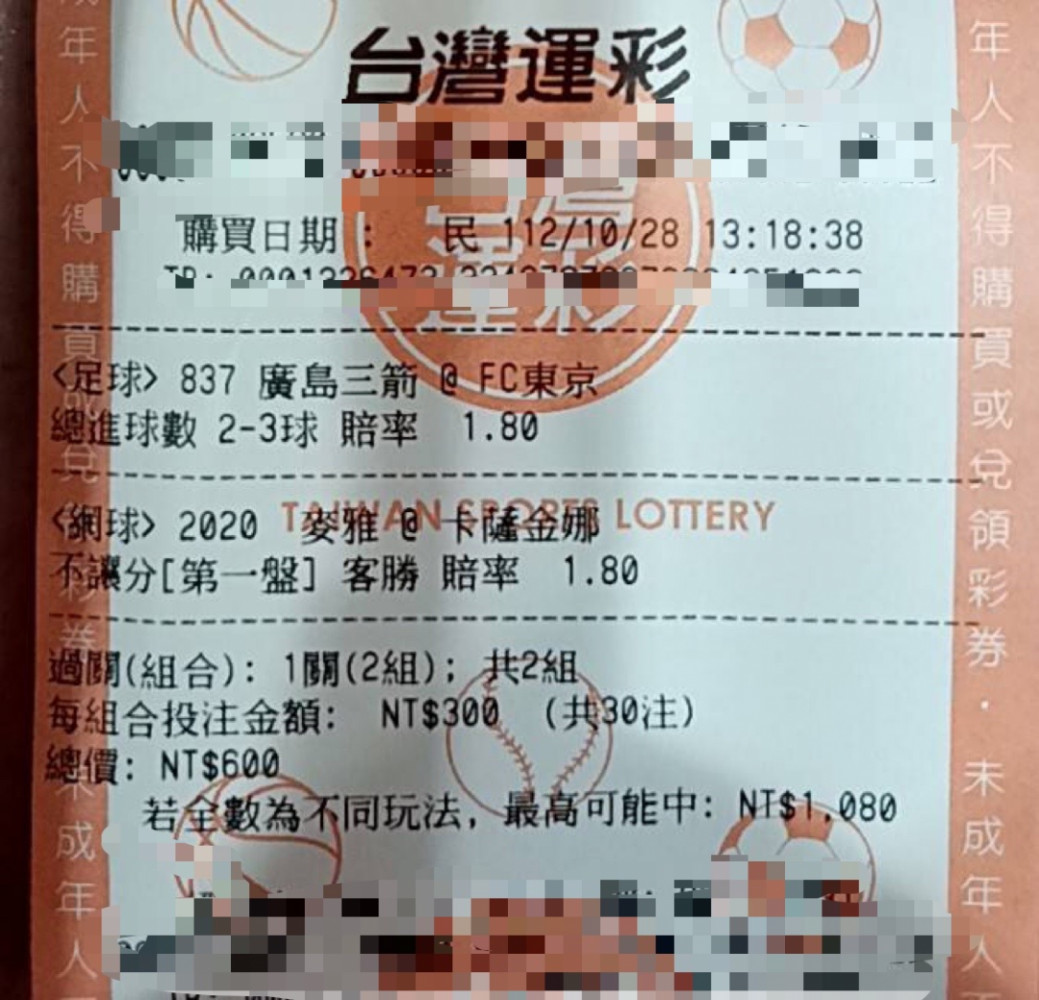 台灣運彩
購買日期： 民 112/10/28 13:18:38
台灣
運彩
<足球> 837 廣島三箭 @ FC東京
總進球數 2-3球 賠率 1.80
TAIWAN SPORTS LOTTERY
<網球> 2020 麥雅 @ 卡薩金娜
不讓分[第一盤] 客勝 賠率 1.80
過關(組合): 1關(2組); 共2組
每組合投注金額: NT$300 (共30注)
總價: NT$600
若全數為不同玩法, 最高可能中: NT$1,080
成年人不得購買或兌領彩券・未成年人
年人不得購買或兌領彩券・未成年人